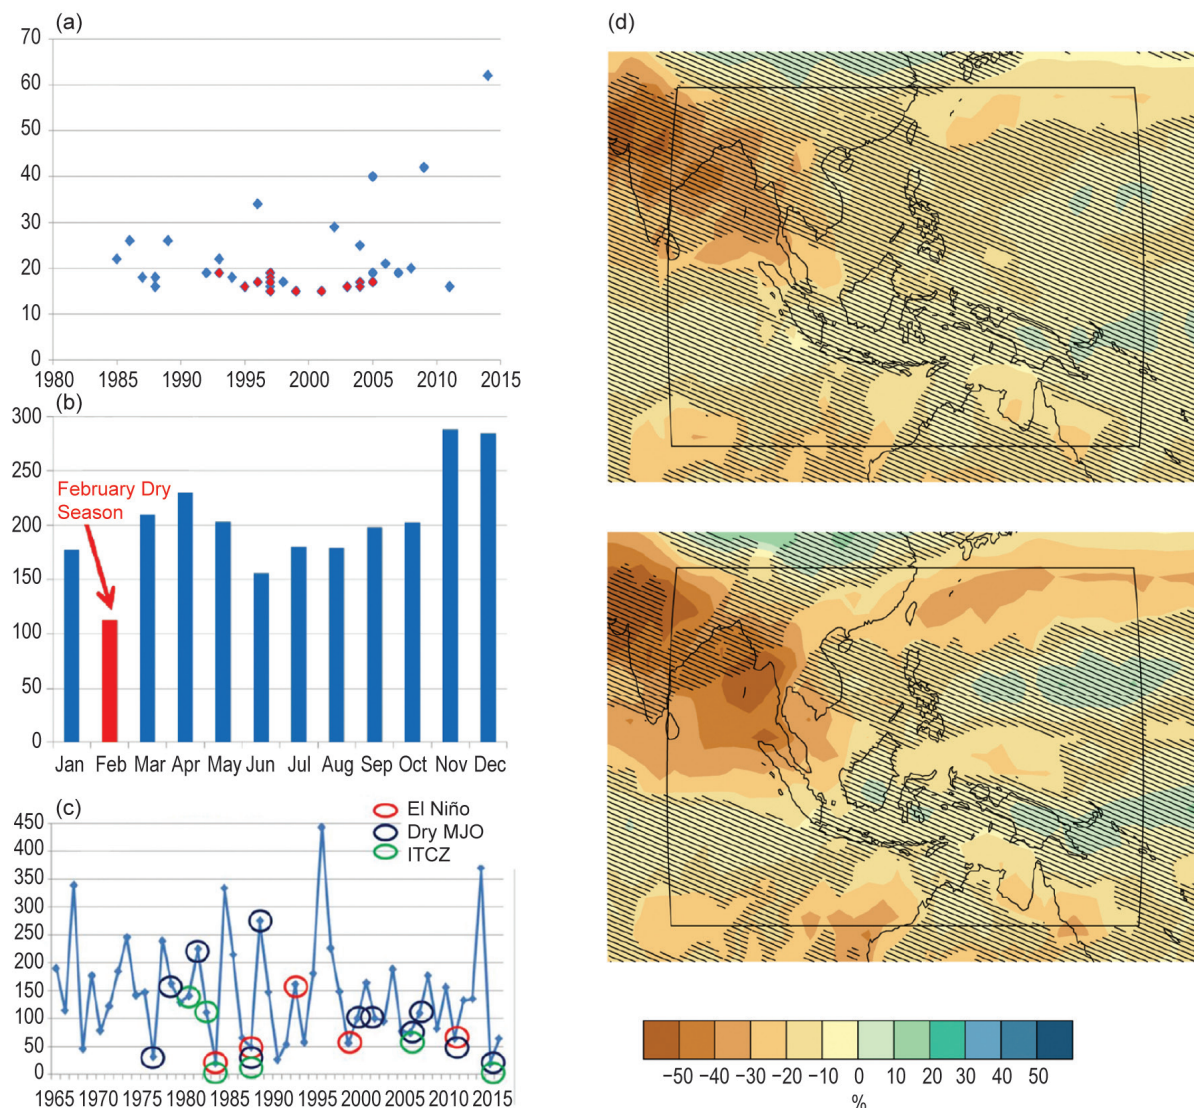 (a)
70
60
50
40
30
20
10
0
1980 1985 1990 1995 2000 2005 2010 2015
(b)
300
250
200
150
100
50
0
February Dry
Season
Jan Feb Mar Apr May Jun Jul Aug Sep Oct Nov Dec
(c)
El Niño
Dry MJO
ITCZ
450
400
350
300
250
200
150
100
50
0
1965 1970 1975 1980 1985 1990 1995 2000 2005 2010 2015
(d)
−50 −40 −30 −20 −10 0 10 20 30 40 50
%